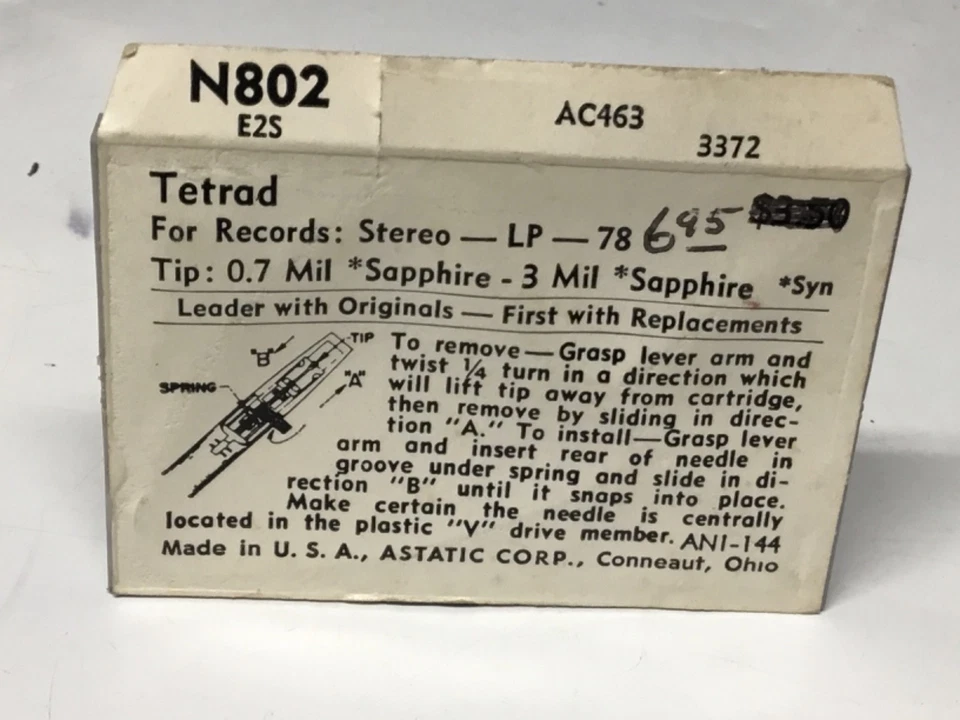 N802
E2S
AC463
3372
Tetrad
For Records: Stereo — LP — 78 6 95 $3.50
Tip: 0.7 Mil *Sapphire - 3 Mil *Sapphire *Syn
Leader with Originals — First with Replacements
"B"
TIP
"A"
SPRING
To remove — Grasp lever arm and
twist 1/4 turn in a direction which
will lift tip away from cartridge,
then remove by sliding in direc-
tion "A." To install — Grasp lever
arm and insert rear of needle in
groove under spring and slide in di-
rection "B" until it snaps into place.
Make certain the needle is centrally
located in the plastic "V" drive member. ANI-144
Made in U. S. A., ASTATIC CORP., Conneaut, Ohio